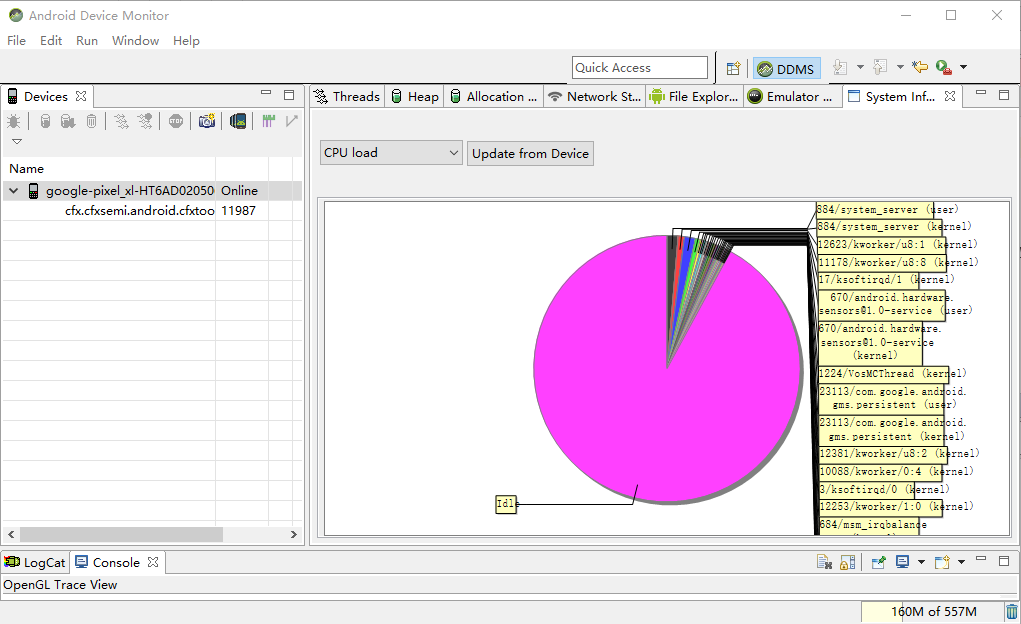 Android Device Monitor
File Edit Run Window Help
Quick Access
DDMS
Devices
Threads Heap Allocation ... Network St... File Explor... Emulator ... System Inf...
CPU load Update from Device
Name
google-pixel_xl-HT6AD02050 Online
cfx.cfxsemi.android.cfxtoo 11987
884/system_server (user)
884/system_server (kernel)
12623/kworker/u8:1 (kernel)
11178/kworker/u8:8 (kernel)
17/ksoftirqd/1 (kernel)
670/android.hardware.
sensors@1.0-service (user)
670/android.hardware.
sensors@1.0-service
(kernel)
1224/VosMCThread (kernel)
23113/com.google.android.
gms.persistent (user)
23113/com.google.android.
gms.persistent (kernel)
12381/kworker/u8:2 (kernel)
10088/kworker/0:4 (kernel)
3/ksoftirqd/0 (kernel)
12253/kworker/1:0 (kernel)
684/msm_irqbalance
Idle
LogCat Console
OpenGL Trace View
160M of 557M